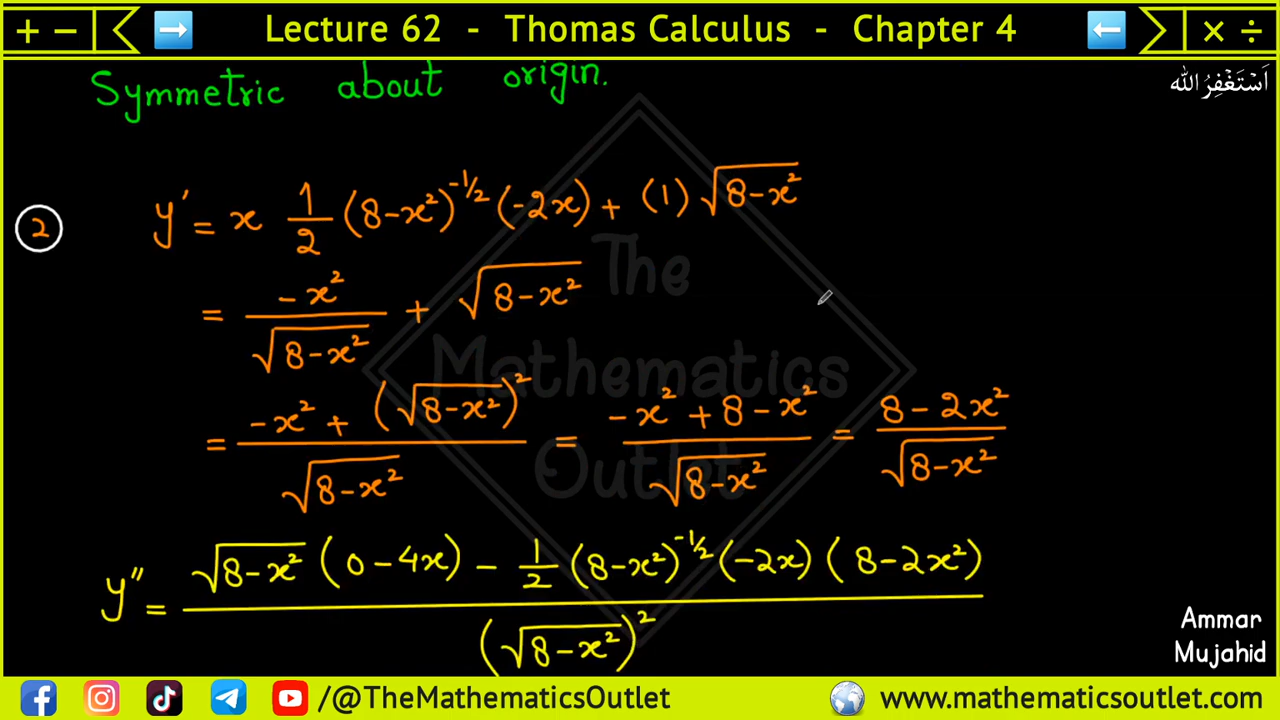 + − ➡ Lecture 62 - Thomas Calculus - Chapter 4 ⬅ × ÷
Symmetric about origin.
اَسْتَغْفِرُ اللّٰه
② y' = x 1/2 (8-x²)^(-1/2) (-2x) + (1) √(8-x²)
= -x²/√(8-x²) + √(8-x²)
= (-x² + (√(8-x²))²)/√(8-x²) = (-x² + 8 - x²)/√(8-x²) = (8 - 2x²)/√(8-x²)
y'' = (√(8-x²) (0-4x) - 1/2 (8-x²)^(-1/2) (-2x) (8-2x²))/(√(8-x²))²
The
Mathematics
Outlet
Ammar
Mujahid
/@TheMathematicsOutlet www.mathematicsoutlet.com